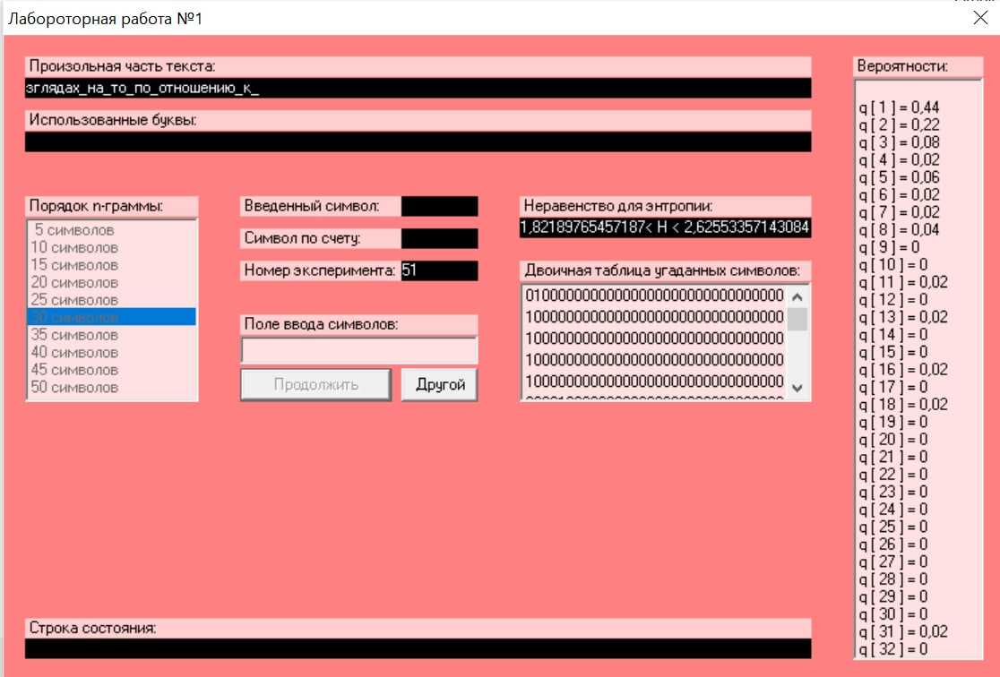 Лабороторная работа №1
Произольная часть текста:
зглядах_на_то_по_отношению_к_
Использованные буквы:
Порядок n-граммы:
5 символов
10 символов
15 символов
20 символов
25 символов
30 символов
35 символов
40 символов
45 символов
50 символов
Введенный символ:
Символ по счету:
Номер эксперимента: 51
Поле ввода символов:
Продолжить
Другой
Неравенство для энтропии:
1,82189765457187< H < 2,62553357143084
Двоичная таблица угаданных символов:
01000000000000000000000000000000
10000000000000000000000000000000
10000000000000000000000000000000
10000000000000000000000000000000
10000000000000000000000000000000
Строка состояния:
Вероятности:
q [ 1 ] = 0,44
q [ 2 ] = 0,22
q [ 3 ] = 0,08
q [ 4 ] = 0,02
q [ 5 ] = 0,06
q [ 6 ] = 0,02
q [ 7 ] = 0,02
q [ 8 ] = 0,04
q [ 9 ] = 0
q [ 10 ] = 0
q [ 11 ] = 0,02
q [ 12 ] = 0
q [ 13 ] = 0,02
q [ 14 ] = 0
q [ 15 ] = 0
q [ 16 ] = 0,02
q [ 17 ] = 0
q [ 18 ] = 0,02
q [ 19 ] = 0
q [ 20 ] = 0
q [ 21 ] = 0
q [ 22 ] = 0
q [ 23 ] = 0
q [ 24 ] = 0
q [ 25 ] = 0
q [ 26 ] = 0
q [ 27 ] = 0
q [ 28 ] = 0
q [ 29 ] = 0
q [ 30 ] = 0
q [ 31 ] = 0,02
q [ 32 ] = 0